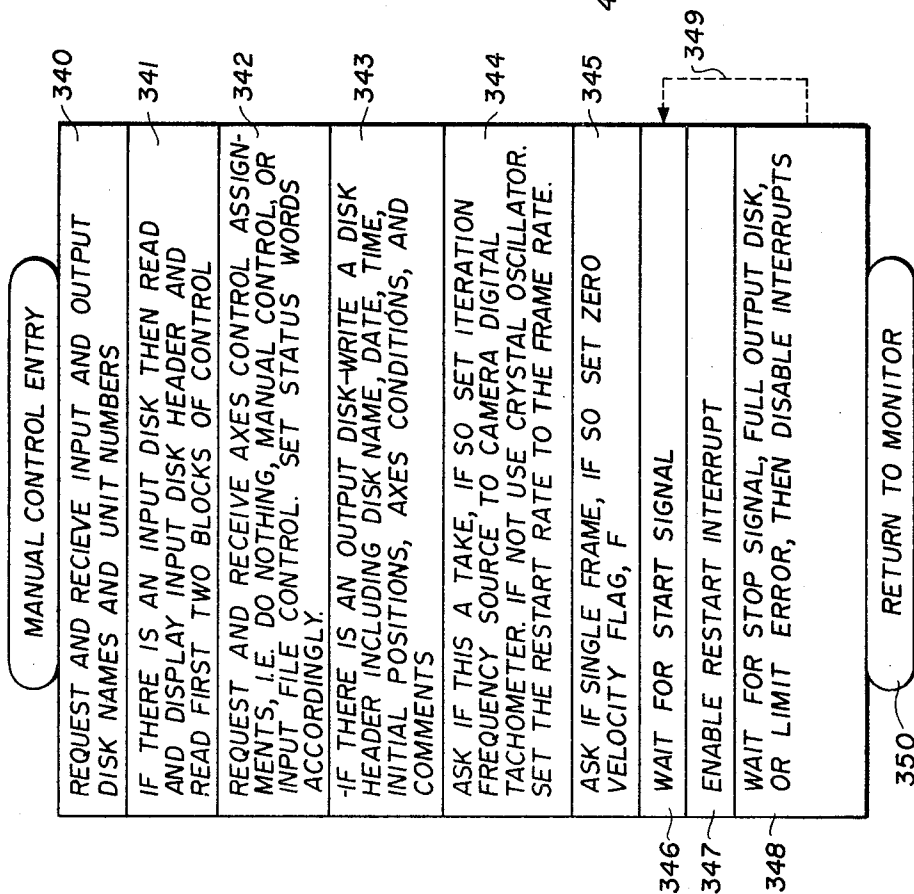 MANUAL CONTROL ENTRY
REQUEST AND RECIEVE INPUT AND OUTPUT
DISK NAMES AND UNIT NUMBERS
340
IF THERE IS AN INPUT DISK THEN READ
AND DISPLAY INPUT DISK HEADER AND
READ FIRST TWO BLOCKS OF CONTROL
341
REQUEST AND RECEIVE AXES CONTROL ASSIGN-
MENTS, I.E. DO NOTHING, MANUAL CONTROL, OR
INPUT FILE CONTROL. SET STATUS WORDS
ACCORDINGLY.
342
-IF THERE IS AN OUTPUT DISK-WRITE A DISK
HEADER INCLUDING DISK NAME, DATE, TIME,
INITIAL POSITIONS, AXES CONDITIONS, AND
COMMENTS
343
ASK IF THIS A TAKE, IF SO SET ITERATION
FREQUENCY SOURCE TO CAMERA DIGITAL
TACHOMETER. IF NOT USE CRYSTAL OSCILLATOR.
SET THE RESTART RATE TO THE FRAME RATE.
344
ASK IF SINGLE FRAME, IF SO SET ZERO
VELOCITY FLAG, F
345
346
WAIT FOR START SIGNAL
347
ENABLE RESTART INTERRUPT
349
348
WAIT FOR STOP SIGNAL, FULL OUTPUT DISK,
OR LIMIT ERROR, THEN DISABLE INTERRUPTS
RETURN TO MONITOR
350